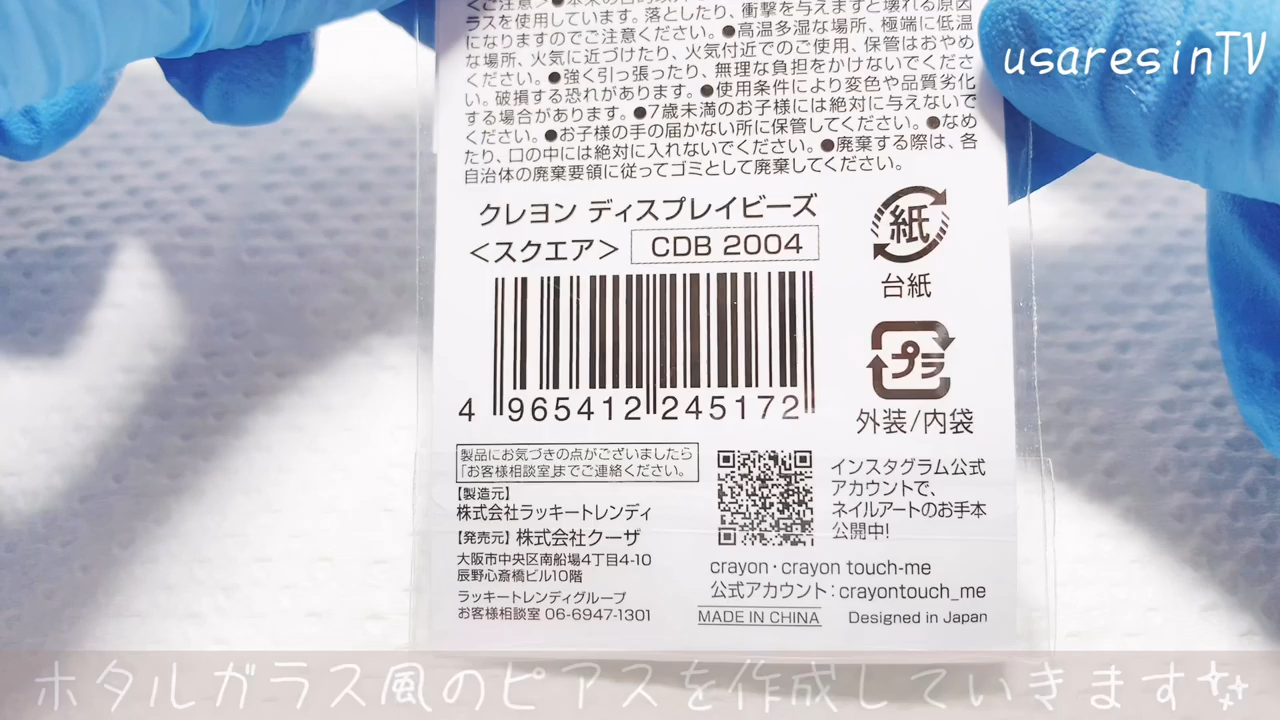 <ご注意>●本来の目的以外
ラスを使用しています。落としたり、衝撃を与えますと壊れる原因
になりますのでご注意ください。●高温多湿な場所、極端に低温
な場所、火気に近づけたり、火気付近でのご使用、保管はおやめ
ください。●強く引っ張ったり、無理な負担をかけないでくださ
い。破損する恐れがあります。●使用条件により変色や品質劣化
する場合があります。●7歳未満のお子様には絶対に与えないで
ください。●お子様の手の届かない所に保管してください。●なめ
たり、口の中には絶対に入れないでください。●廃棄する際は、各
自治体の廃棄要領に従ってゴミとして廃棄してください。
usaresinTV
クレヨン ディスプレイビーズ
<スクエア> CDB 2004
紙
台紙
4 965412 245172
プラ
外装/内袋
製品にお気づきの点がございましたら
「お客様相談室」までご連絡ください。
【製造元】
株式会社ラッキートレンディ
【発売元】株式会社クーザ
大阪市中央区南船場4丁目4-10
辰野心斎橋ビル10階
ラッキートレンディグループ
お客様相談室 06-6947-1301
インスタグラム公式
アカウントで、
ネイルアートのお手本
公開中!
crayon・crayon touch-me
公式アカウント:crayontouch_me
MADE IN CHINA Designed in Japan
ホタルガラス風のピアスを作成していきます✨